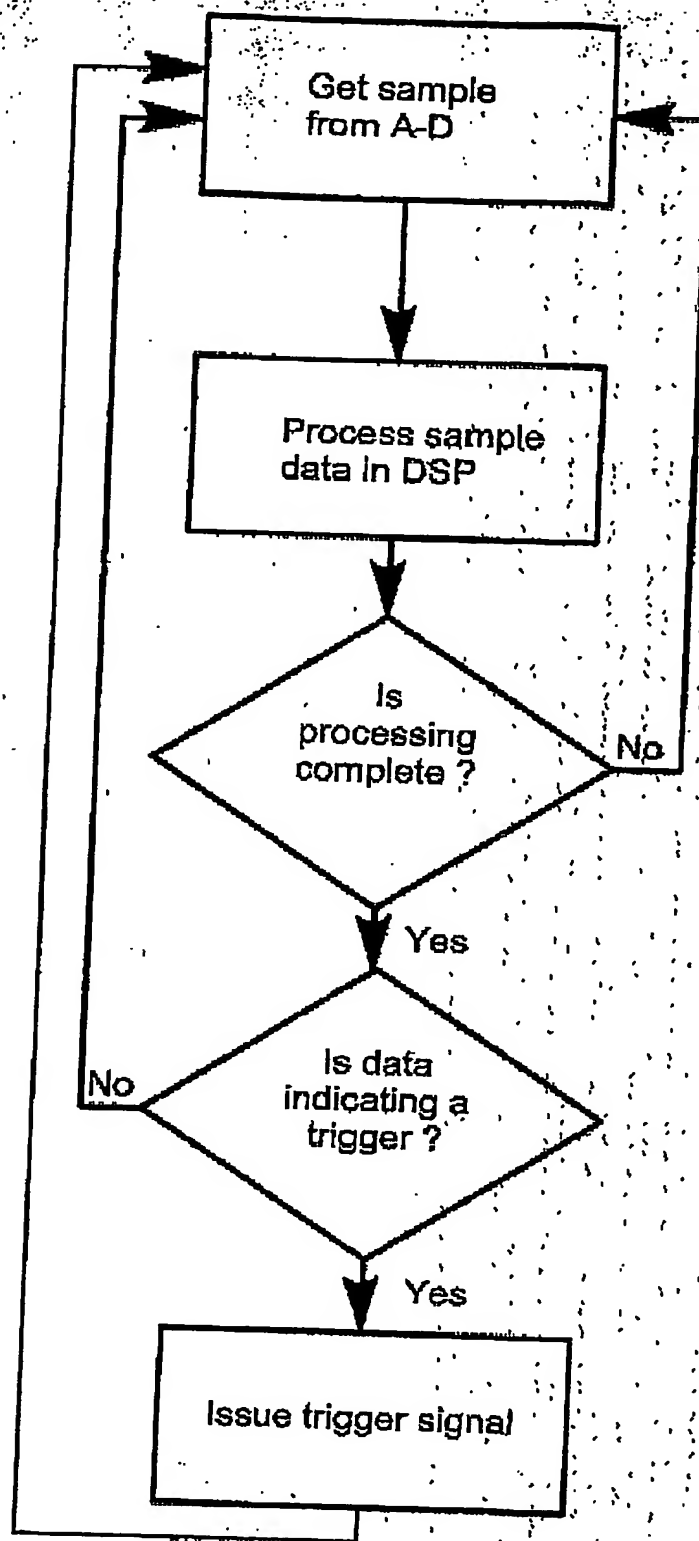 Get sample
from A-D
Process sample
data in DSP
Is
processing
complete ?
No
Yes
Is data
indicating a
trigger ?
No
Yes
Issue trigger signal